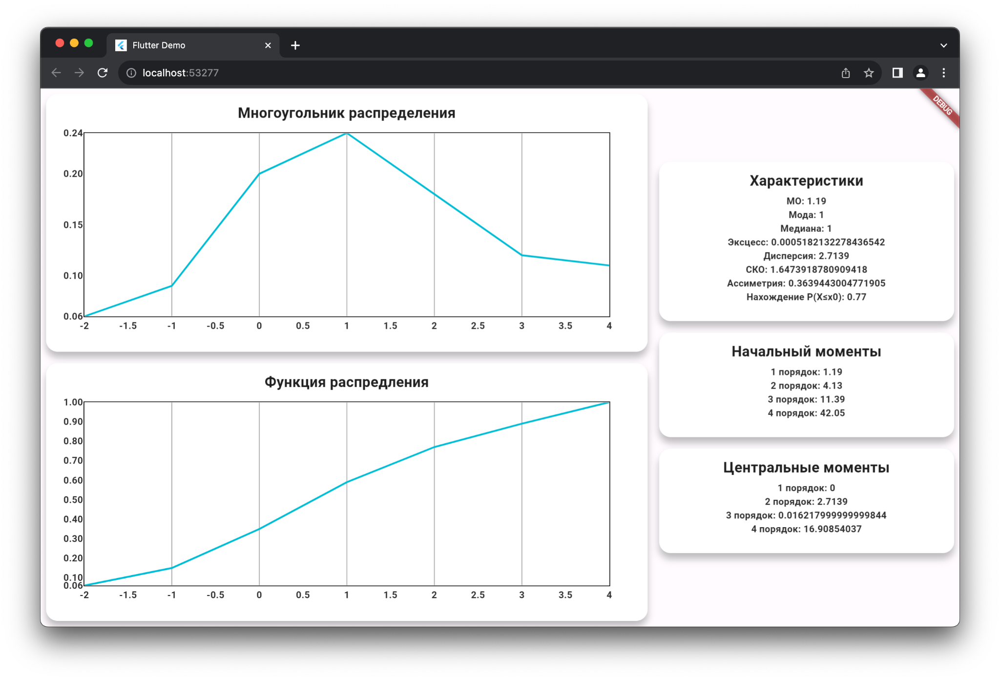 Flutter Demo
localhost:53277
DEBUG
Многоугольник распределения
0.24
0.20
0.15
0.10
0.06
-2 -1.5 -1 -0.5 0 0.5 1 1.5 2 2.5 3 3.5 4
Функция распредления
1.00
0.90
0.80
0.70
0.60
0.50
0.40
0.30
0.20
0.10
0.06
-2 -1.5 -1 -0.5 0 0.5 1 1.5 2 2.5 3 3.5 4
Характеристики
МО: 1.19
Мода: 1
Медиана: 1
Эксцесс: 0.0005182132278436542
Дисперсия: 2.7139
СКО: 1.6473918780909418
Ассиметрия: 0.3639443004771905
Нахождение P(X≤x0): 0.77
Начальный моменты
1 порядок: 1.19
2 порядок: 4.13
3 порядок: 11.39
4 порядок: 42.05
Центральные моменты
1 порядок: 0
2 порядок: 2.7139
3 порядок: 0.016217999999999844
4 порядок: 16.90854037